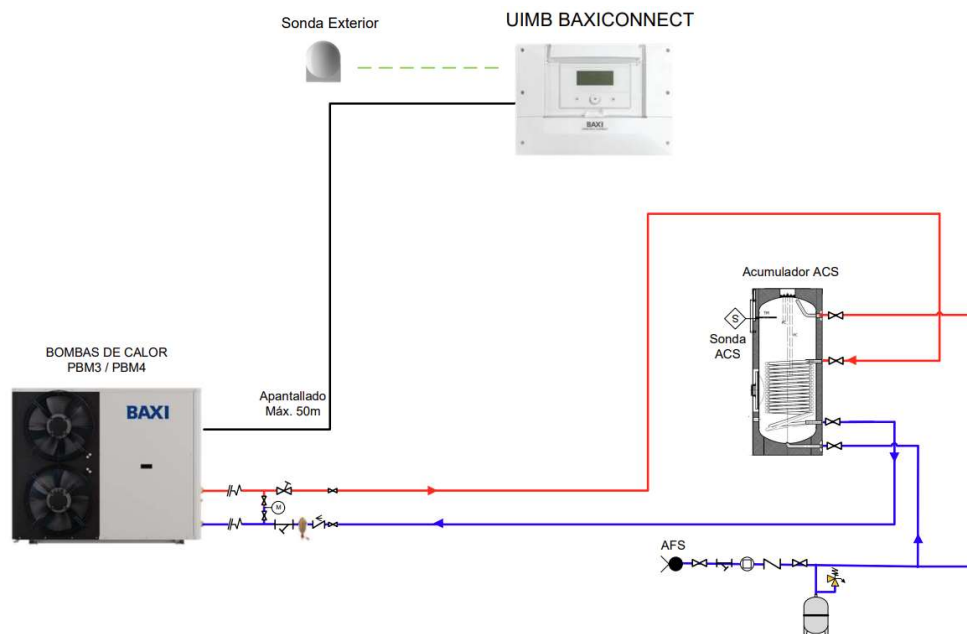 Sonda Exterior
UIMB BAXICONNECT
BAXI
Acumulador ACS
S
Sonda
ACS
BOMBAS DE CALOR
PBM3 / PBM4
BAXI
Apantallado
Máx. 50m
M
AFS